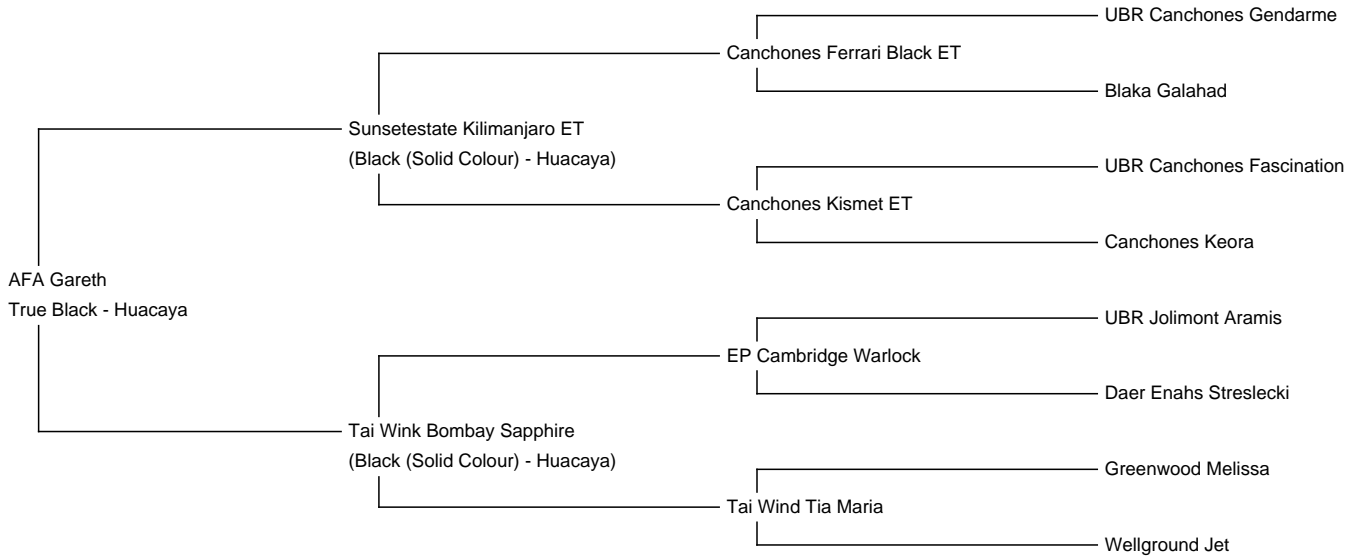 UBR Canchones Gendarme
Canchones Ferrari Black ET
Blaka Galahad
Sunsetestate Kilimanjaro ET
(Black (Solid Colour) - Huacaya)
UBR Canchones Fascination
Canchones Kismet ET
Canchones Keora
AFA Gareth
True Black - Huacaya
UBR Jolimont Aramis
EP Cambridge Warlock
Daer Enahs Streslecki
Tai Wink Bombay Sapphire
(Black (Solid Colour) - Huacaya)
Greenwood Melissa
Tai Wind Tia Maria
Wellground Jet